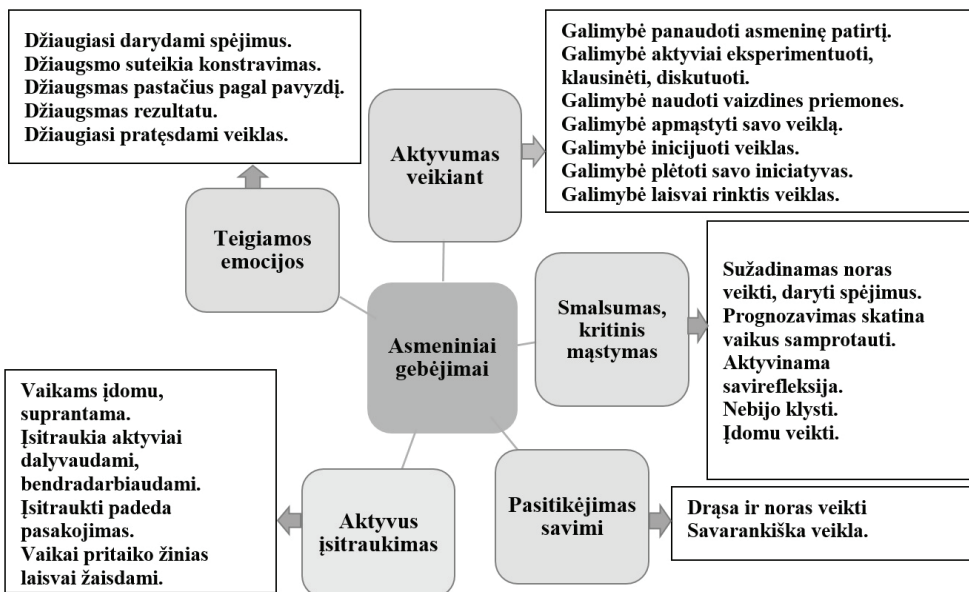 Džiaugiasi darydami spėjimus.
Džiaugsmo suteikia konstravimas.
Džiaugsmas pastačius pagal pavyzdį.
Džiaugsmas rezultatu.
Džiaugiasi pratęsdami veiklas.
Galimybė panaudoti asmeninę patirtį.
Galimybė aktyviai eksperimentuoti,
klausinėti, diskutuoti.
Galimybė naudoti vaizdines priemones.
Galimybė apmąstyti savo veiklą.
Galimybė inicijuoti veiklas.
Galimybė plėtoti savo iniciatyvas.
Galimybė laisvai rinktis veiklas.
Aktyvumas
veikiant
Teigiamos
emocijos
Smalsumas,
kritinis
mąstymas
Sužadinamas noras
veikti, daryti spėjimus.
Prognozavimas skatina
vaikus samprotauti.
Aktyvinama
savirefleksija.
Nebijo klysti.
Įdomu veikti.
Asmeniniai
gebėjimai
Vaikams įdomu,
suprantama.
Įsitraukia aktyviai
dalyvaudami,
bendradarbiaudami.
Įsitraukti padeda
pasakojimas.
Vaikai pritaiko žinias
laisvai žaisdami.
Aktyvus
įsitraukimas
Pasitikėjimas
savimi
Drąsa ir noras veikti
Savarankiška veikla.